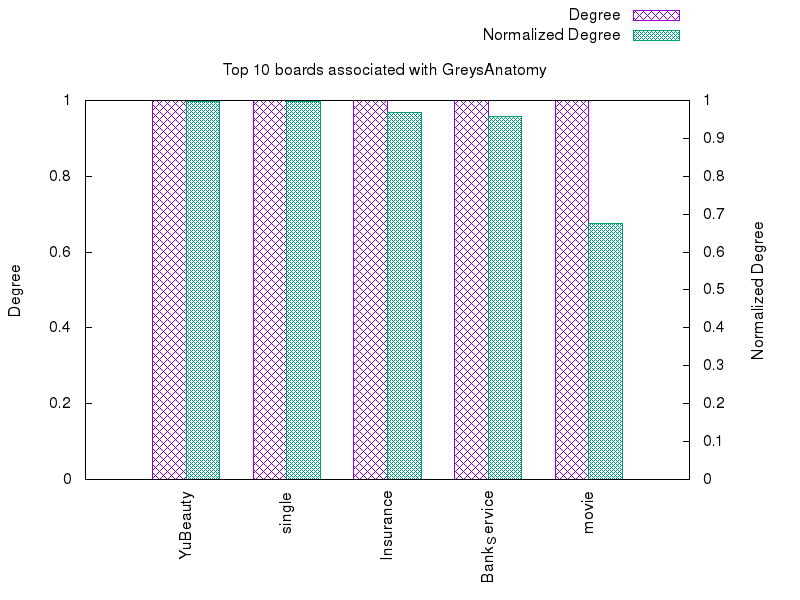 Degree
Normalized Degree
Top 10 boards associated with GreysAnatomy
1
0.8
0.6
0.4
0.2
0
Degree
1
0.9
0.8
0.7
0.6
0.5
0.4
0.3
0.2
0.1
0
Normalized Degree
YuBeauty
single
Insurance
BankService
movie